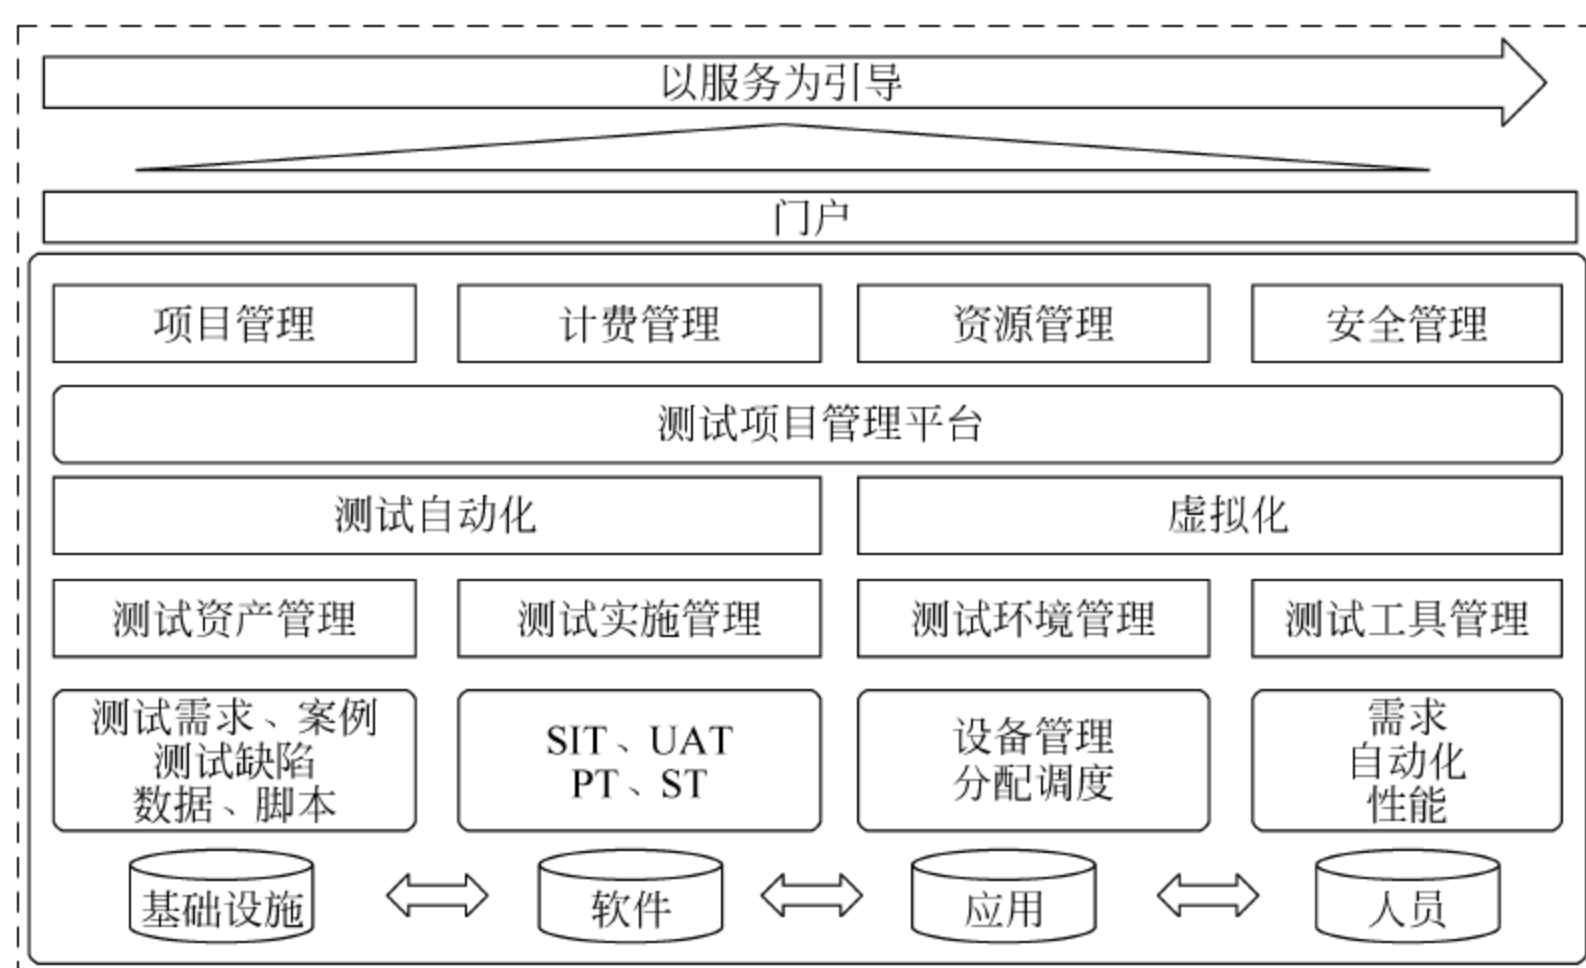 以服务为引导
门户
项目管理
计费管理
资源管理
安全管理
测试项目管理平台
测试自动化
虚拟化
测试资产管理
测试实施管理
测试环境管理
测试工具管理
测试需求、案例
测试缺陷
数据、脚本
SIT、UAT
PT、ST
设备管理
分配调度
需求
自动化
性能
基础设施
软件
应用
人员